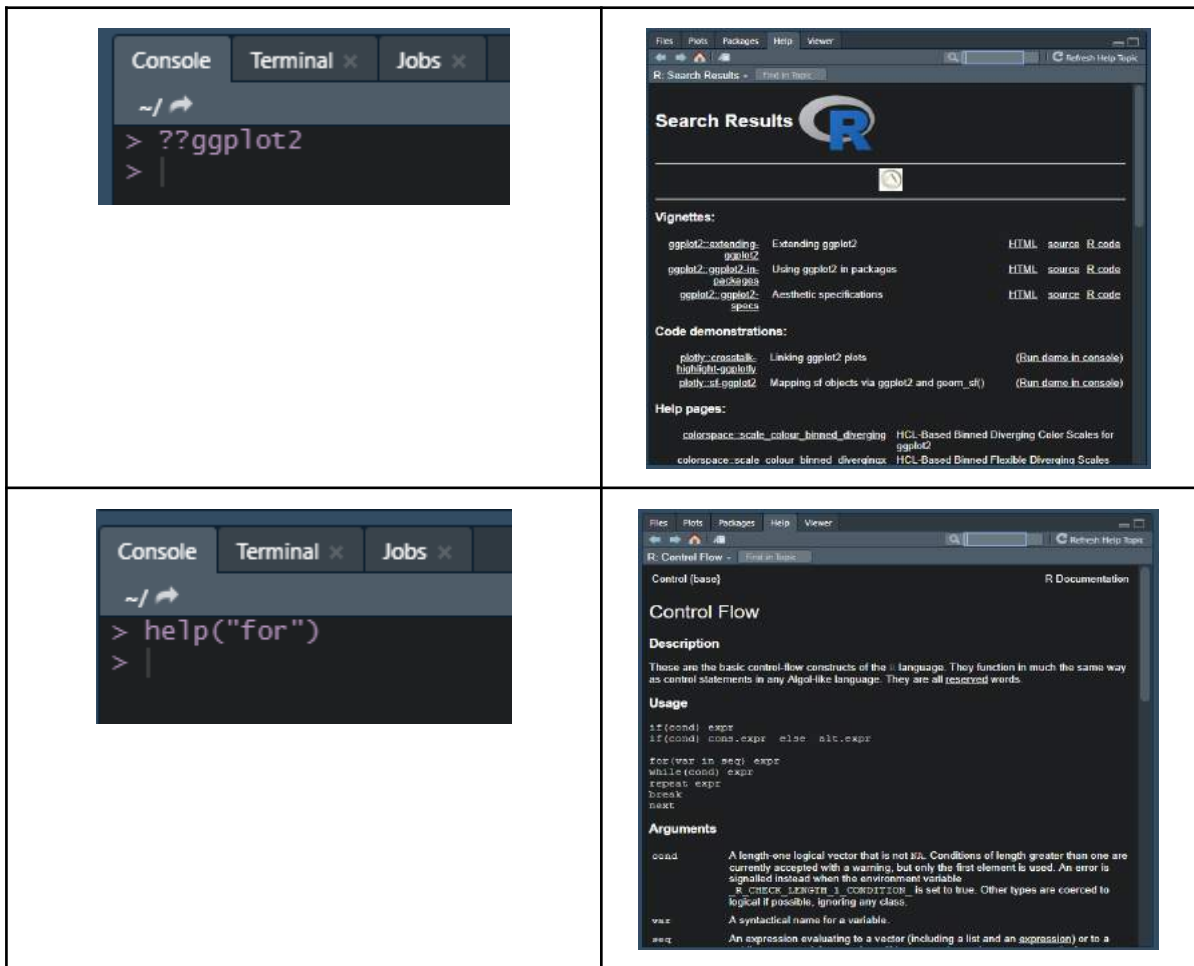 Console Terminal × Jobs ×
~/
> ??ggplot2
>
Files Plots Packages Help Viewer
Refresh Help Topic
R: Search Results Find in Topic
Search Results R
Vignettes:
ggplot2::extending- Extending ggplot2 HTML source R code
ggplot2
ggplot2::ggplot2-in- Using ggplot2 in packages HTML source R code
packages
ggplot2::ggplot2- Aesthetic specifications HTML source R code
specs
Code demonstrations:
plotly::crosstalk- Linking ggplot2 plots (Run demo in console)
highlight-ggplotly
plotly::sf-ggplot2 Mapping sf objects via ggplot2 and geom_sf() (Run demo in console)
Help pages:
colorspace::scale_colour_binned_diverging HCL-Based Binned Diverging Color Scales for
ggplot2
colorspace::scale_colour_binned_divergingx HCL-Based Binned Flexible Diverging Scales
Console Terminal × Jobs ×
~/
> help("for")
>
Files Plots Packages Help Viewer
Refresh Help Topic
R: Control Flow Find in Topic
Control {base} R Documentation
Control Flow
Description
These are the basic control-flow constructs of the R language. They function in much the same way
as control statements in any Algol-like language. They are all reserved words.
Usage
if(cond) expr
if(cond) cons.expr else alt.expr
for(var in seq) expr
while(cond) expr
repeat expr
break
next
Arguments
cond A length-one logical vector that is not NA. Conditions of length greater than one are
currently accepted with a warning, but only the first element is used. An error is
signalled instead when the environment variable
_R_CHECK_LENGTH_1_CONDITION_ is set to true. Other types are coerced to
logical if possible, ignoring any class.
var A syntactical name for a variable.
seq An expression evaluating to a vector (including a list and an expression) or to a